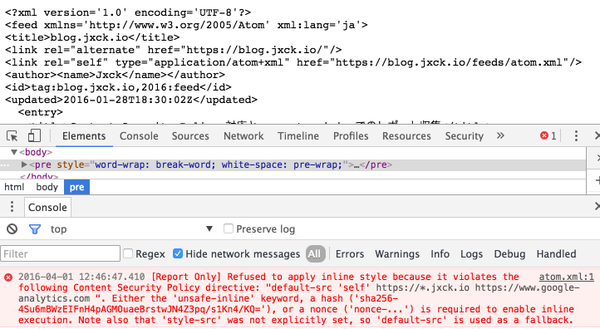 <?xml version='1.0' encoding='UTF-8'?>
<feed xmlns='http://www.w3.org/2005/Atom' xml:lang='ja'>
<title>blog.jxck.io</title>
<link rel="alternate" href="https://blog.jxck.io/"/>
<link rel="self" type="application/atom+xml" href="https://blog.jxck.io/feeds/atom.xml"/>
<author><name>Jxck</name></author>
<id>tag:blog.jxck.io,2016:feed</id>
<updated>2016-01-28T18:30:02Z</updated>
<entry>
Elements Console Sources Network Timeline Profiles Resources Security 1
<body>
<pre style="word-wrap: break-word; white-space: pre-wrap;">…</pre>
</body>
html body pre
Console
top Preserve log
Filter Regex Hide network messages All Errors Warnings Info Logs Debug Handled
2016-04-01 12:46:47.410 [Report Only] Refused to apply inline style because it violates the atom.xml:1
following Content Security Policy directive: "default-src 'self' https://*.jxck.io https://www.google-
analytics.com ". Either the 'unsafe-inline' keyword, a hash ('sha256-
4Su6mBWzEIFnH4pAGMOuaeBrstwJN4Z3pq/s1Kn4/KQ='), or a nonce ('nonce-...') is required to enable inline
execution. Note also that 'style-src' was not explicitly set, so 'default-src' is used as a fallback.